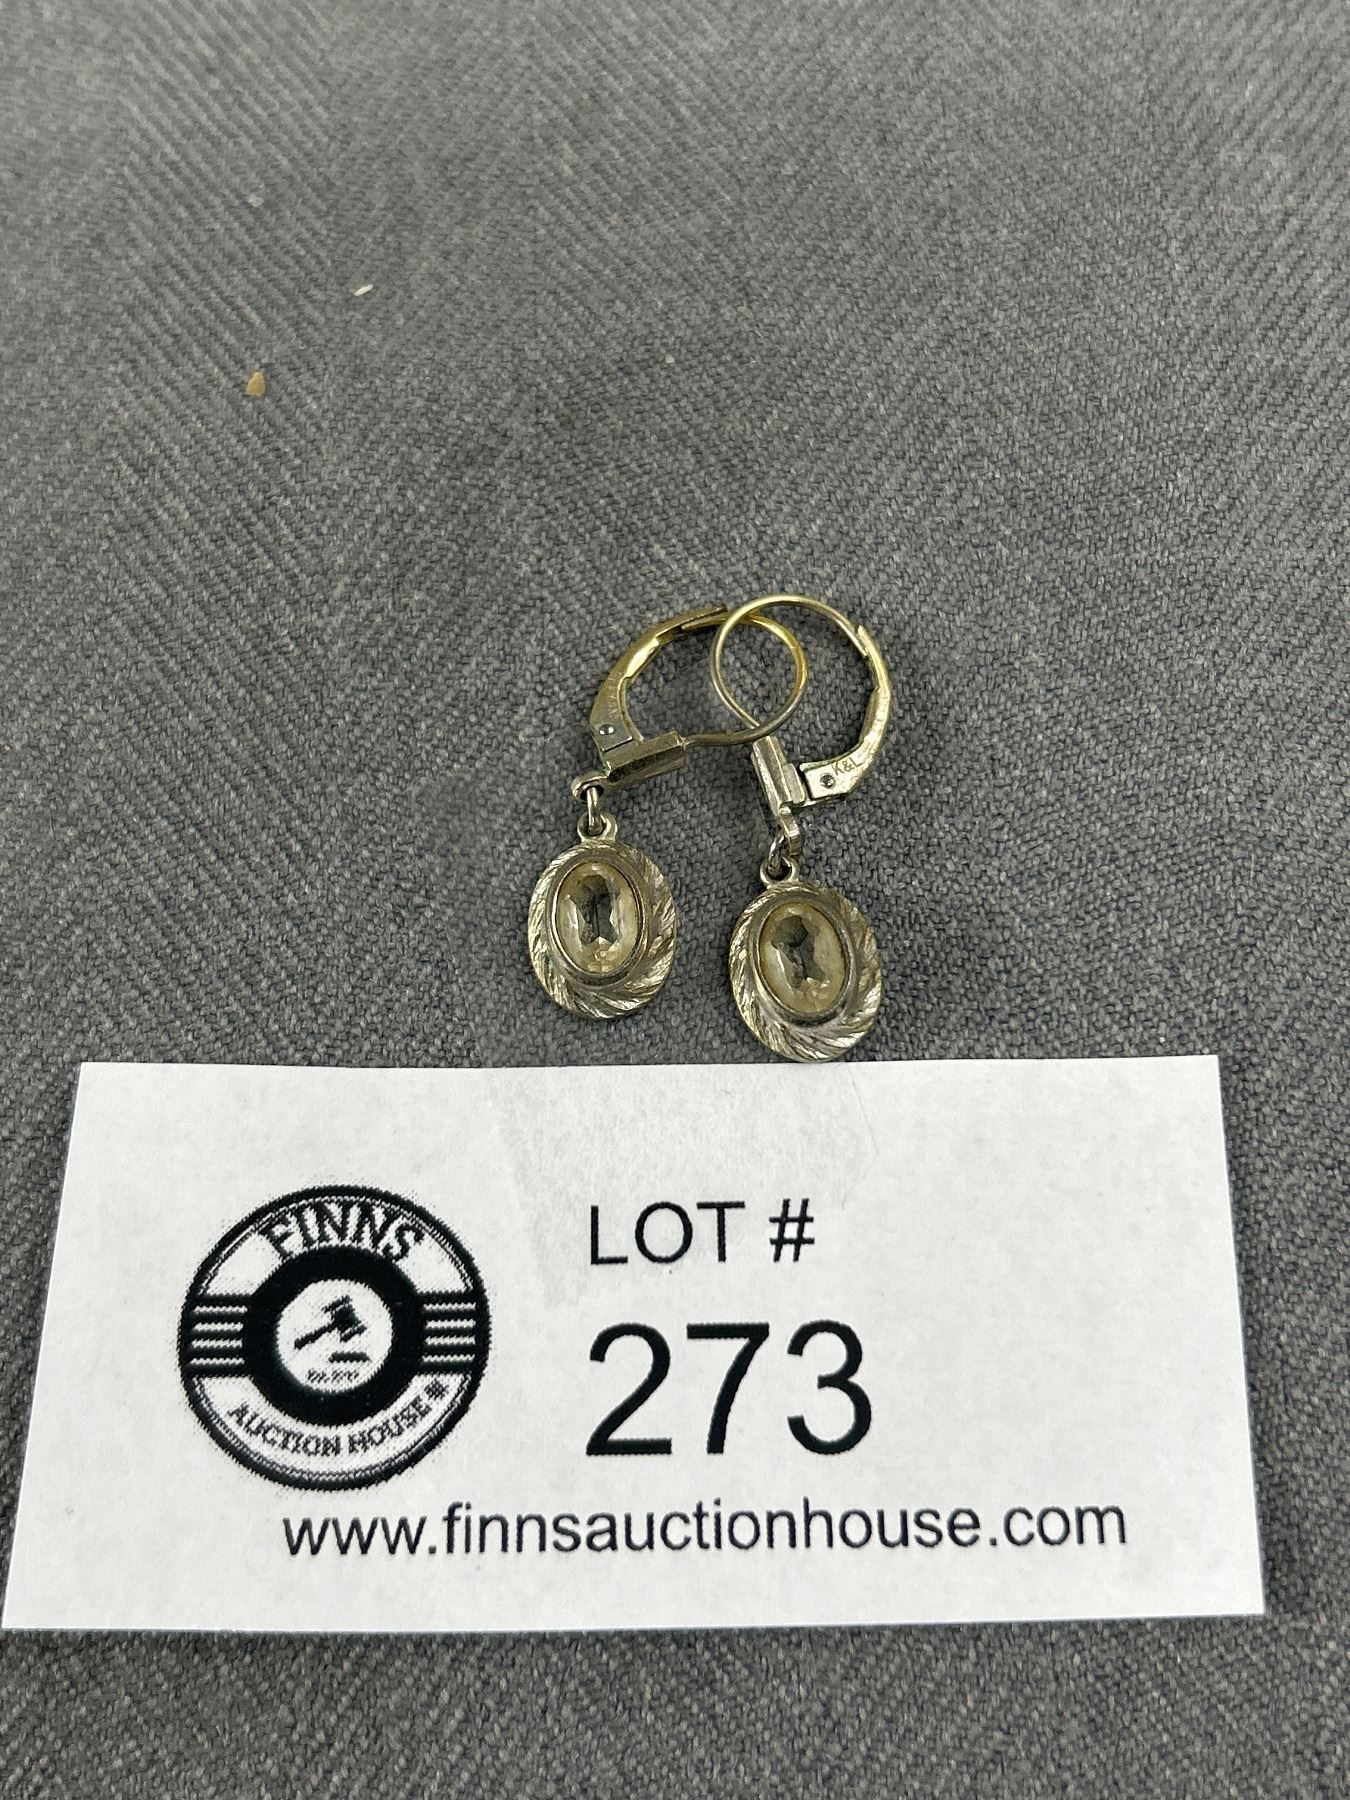 K&L
FINNS
AUCTION HOUSE
LOT #
273
www.finnsauctionhouse.com